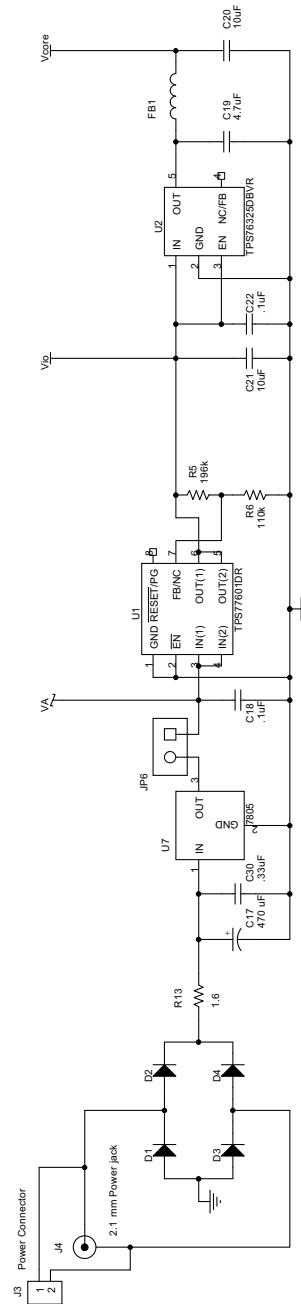 J3
Power Connector
1
2
J4
2.1 mm Power jack
D1
D2
D3
D4
R13
1.6
C17
470 uF
C30
.33uF
U7
IN
OUT
GND
7805
1
2
3
JP6
VA
C18
.1uF
U1
GND
RESET/PG
EN
FB/NC
IN(1)
OUT(1)
IN(2)
OUT(2)
TPS77601DR
1
2
3
4
8
7
6
5
R5
196k
R6
110k
Vio
C21
10uF
C22
.1uF
U2
IN
OUT
GND
EN
NC/FB
TPS76325DBVR
1
2
3
5
4
FB1
C19
4.7uF
Vcore
C20
10uF